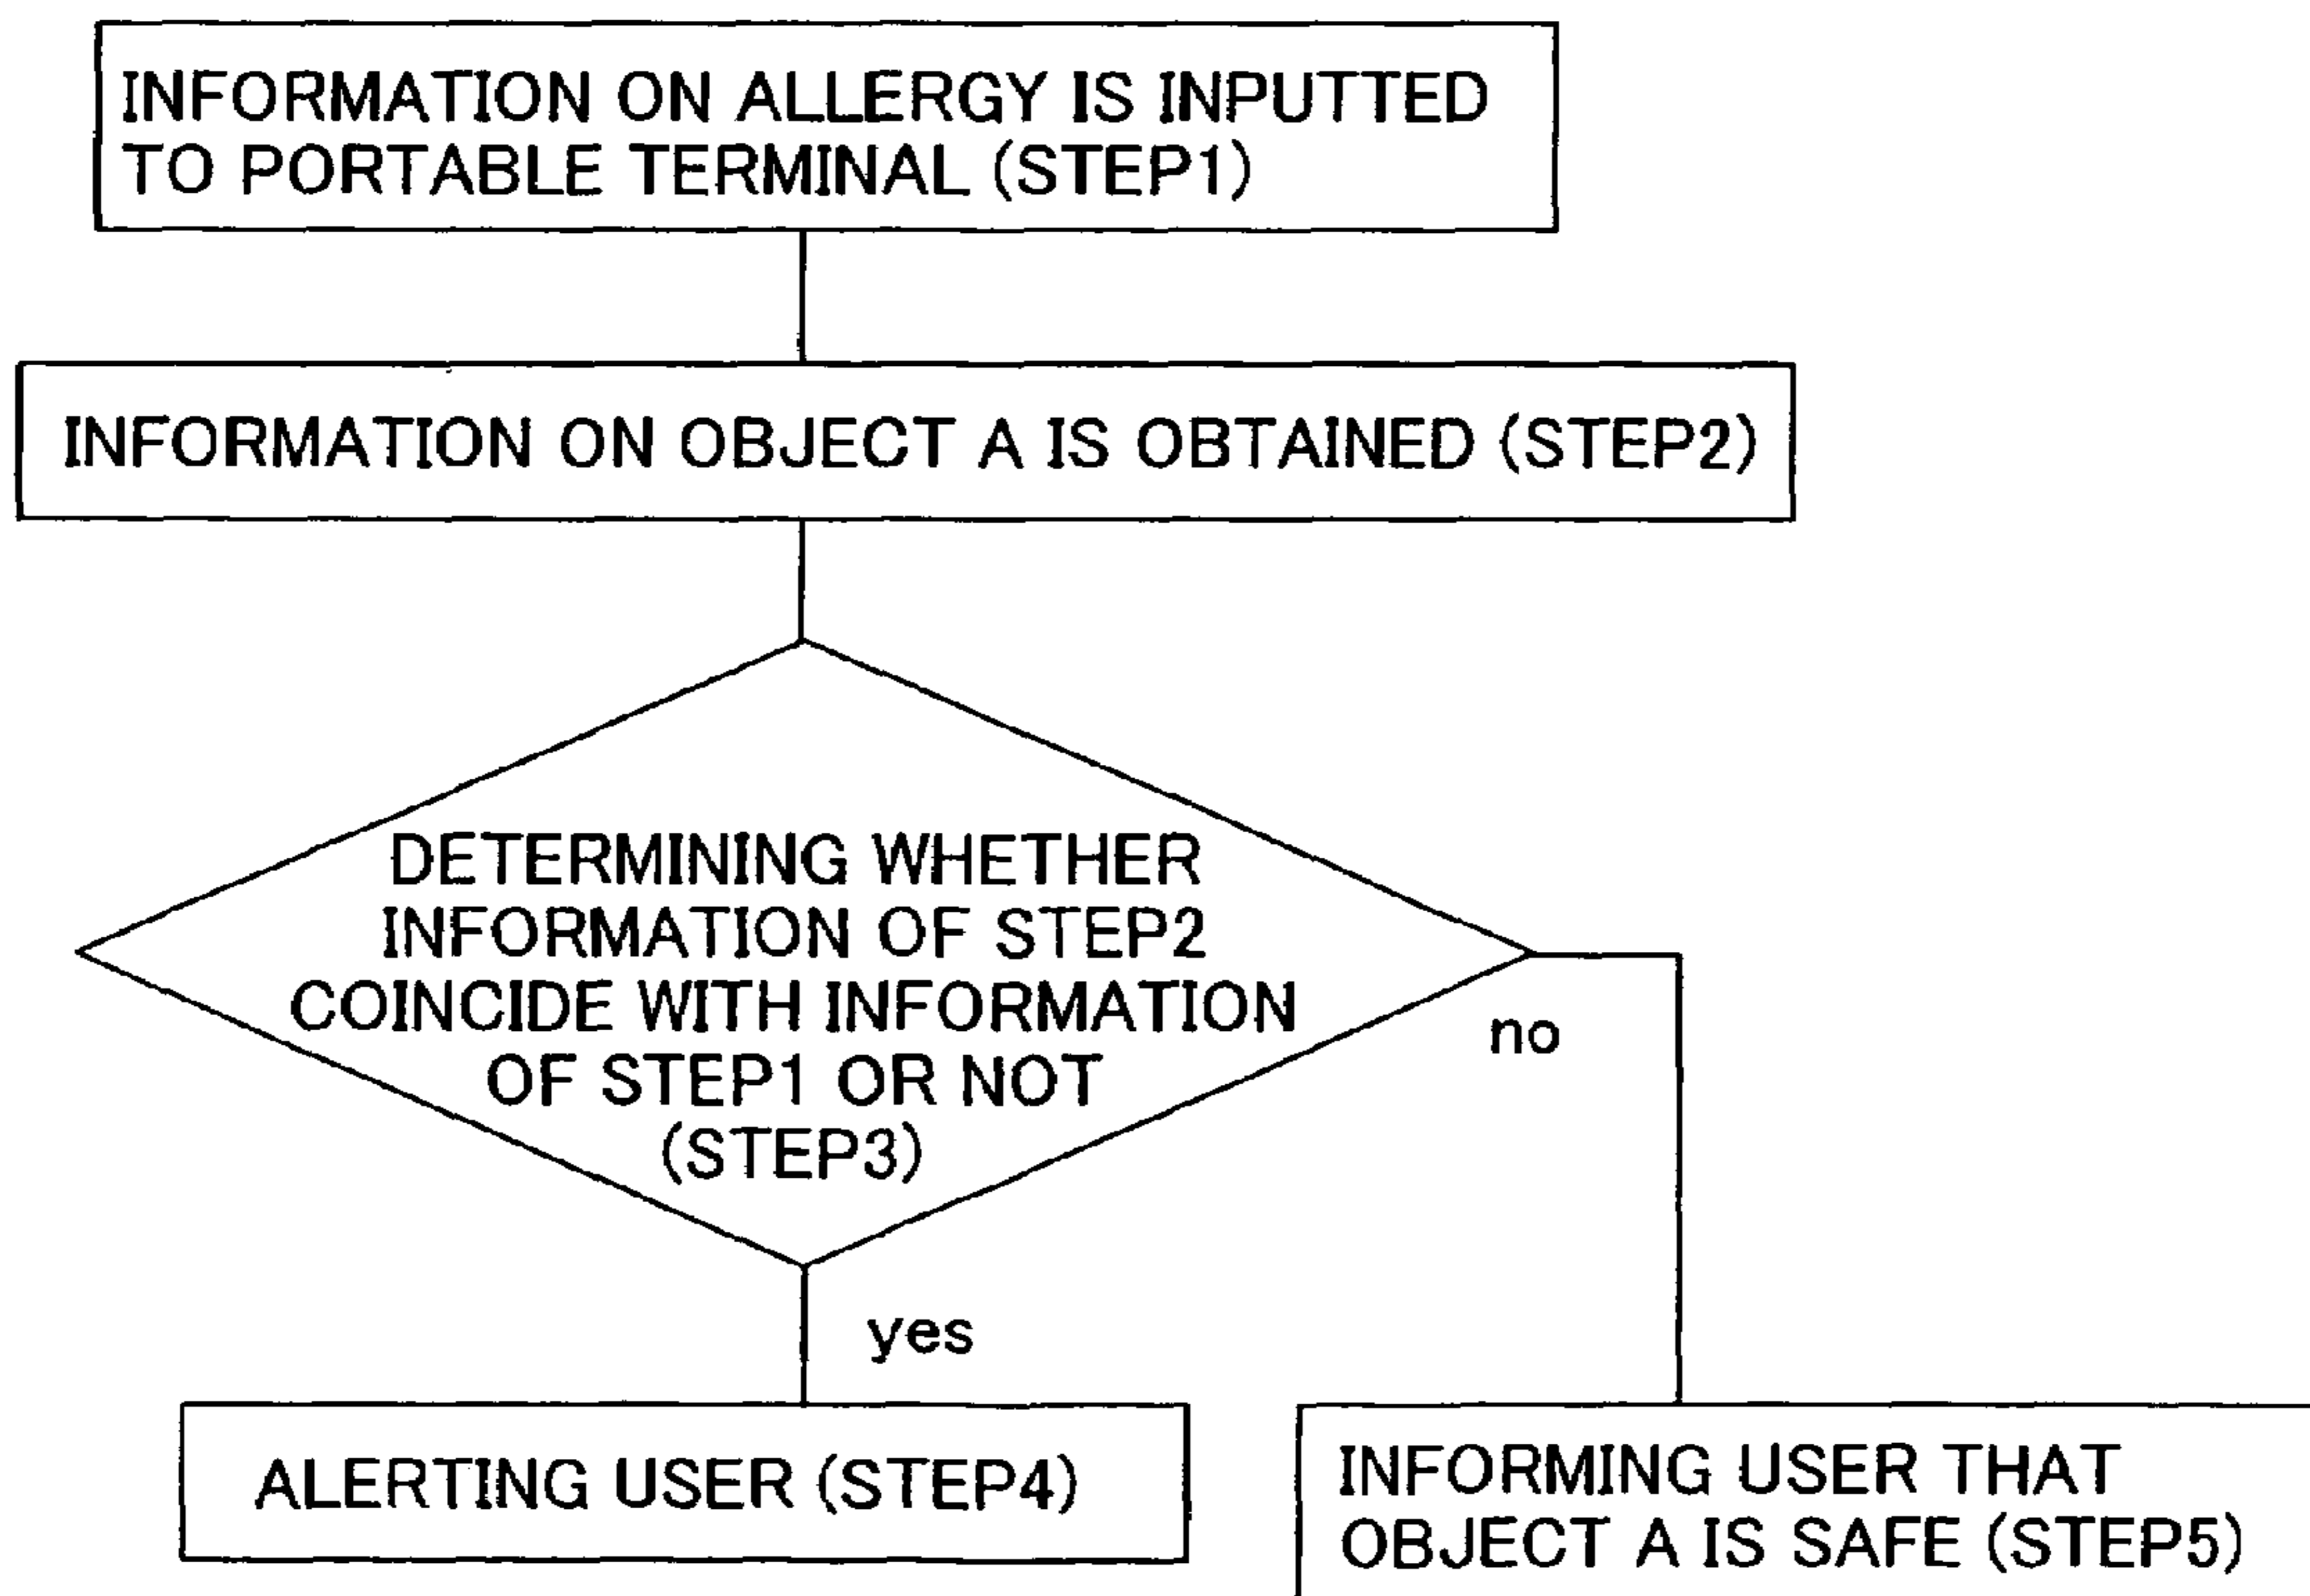 INFORMATION ON ALLERGY IS INPUTTED
TO PORTABLE TERMINAL (STEP1)
INFORMATION ON OBJECT A IS OBTAINED (STEP2)
DETERMINING WHETHER
INFORMATION OF STEP2
COINCIDE WITH INFORMATION
OF STEP1 OR NOT
(STEP3)
no
yes
ALERTING USER (STEP4)
INFORMING USER THAT
OBJECT A IS SAFE (STEP5)